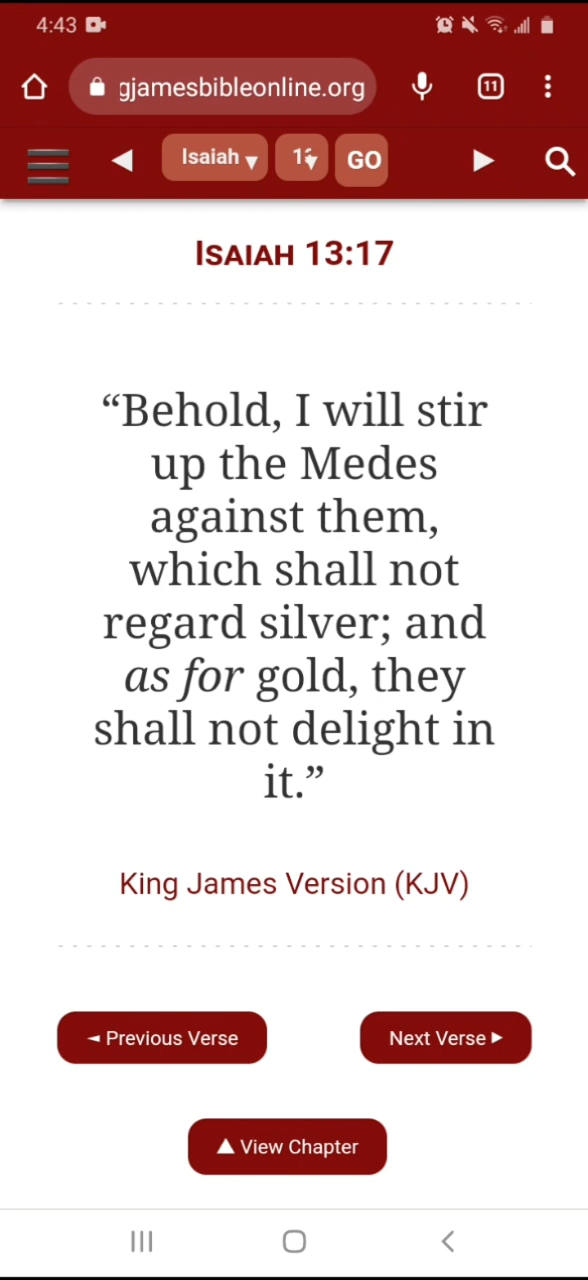 4:43
gjamesbibleonline.org
11
Isaiah
GO
ISAIAH 13:17
“Behold, I will stir
up the Medes
against them,
which shall not
regard silver; and
as for gold, they
shall not delight in
it.”
King James Version (KJV)
◄ Previous Verse
Next Verse ►
▲ View Chapter